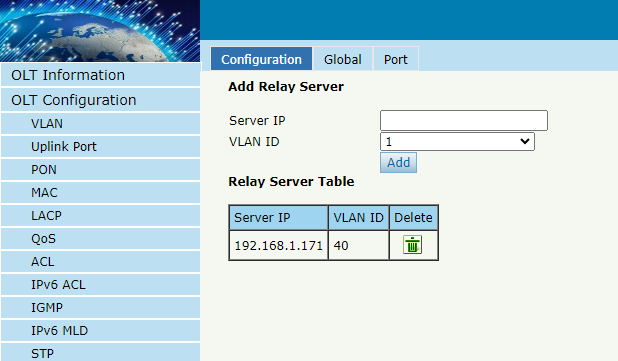 Configuration Global Port
OLT Information
OLT Configuration
VLAN
Uplink Port
PON
MAC
LACP
QoS
ACL
IPv6 ACL
IGMP
IPv6 MLD
STP
Add Relay Server
Server IP
VLAN ID 1
Add
Relay Server Table
Server IP VLAN ID Delete
192.168.1.171 40